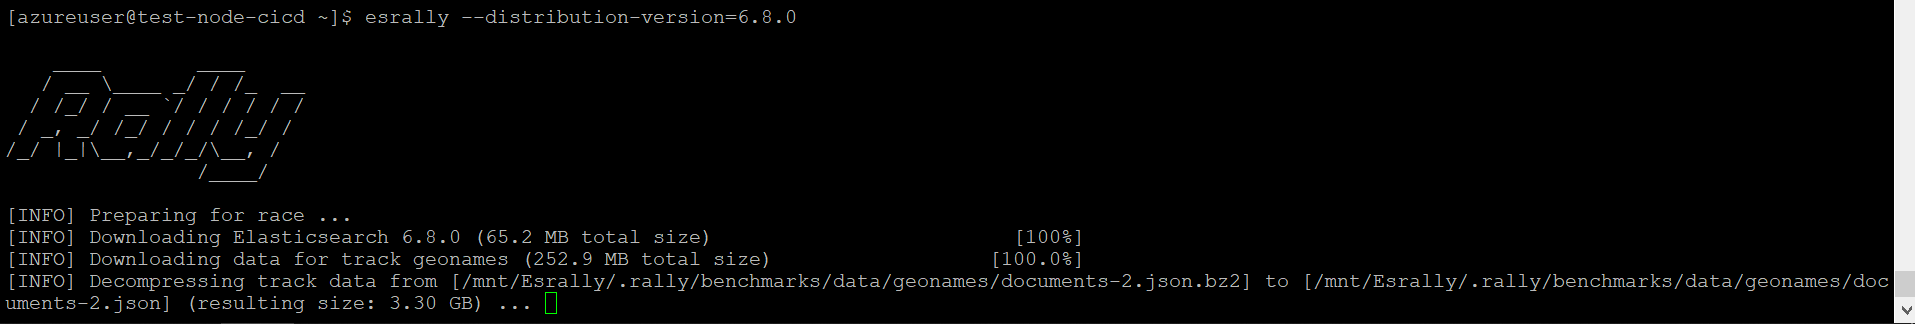 [azureuser@test-node-cicd ~]$ esrally --distribution-version=6.8.0
    ____        ____
   / __ \____ _/ / /_  __
  / /_/ / __ `/ / / / / /
 / _, _/ /_/ / / / /_/ /
/_/ |_|\__,_/_/_/\__, /
                /____/
[INFO] Preparing for race ...
[INFO] Downloading Elasticsearch 6.8.0 (65.2 MB total size)                         [100%]
[INFO] Downloading data for track geonames (252.9 MB total size)                  [100.0%]
[INFO] Decompressing track data from [/mnt/Esrally/.rally/benchmarks/data/geonames/documents-2.json.bz2] to [/mnt/Esrally/.rally/benchmarks/data/geonames/doc
uments-2.json] (resulting size: 3.30 GB) ...